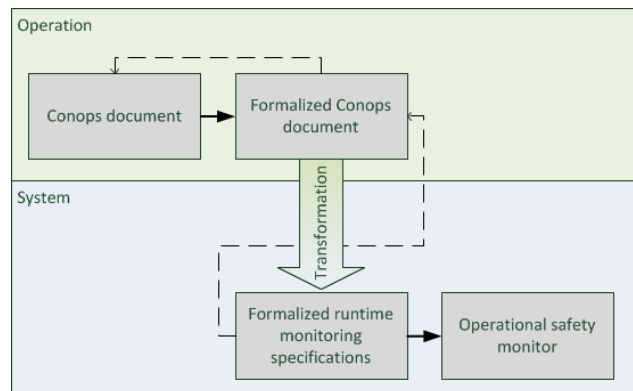 Operation
Conops document
Formalized Conops
document
Transformation
System
Formalized runtime
monitoring
specifications
Operational safety
monitor